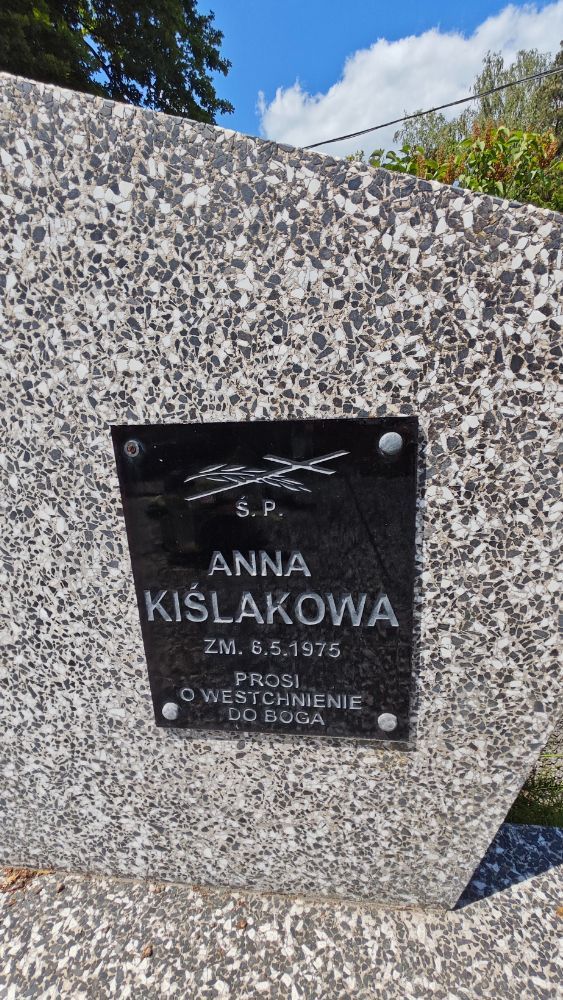 Ś. P.
ANNA
KIŚLAKOWA
ZM. 6.5.1975
PROSI
O WESTCHNIENIE
DO BOGA